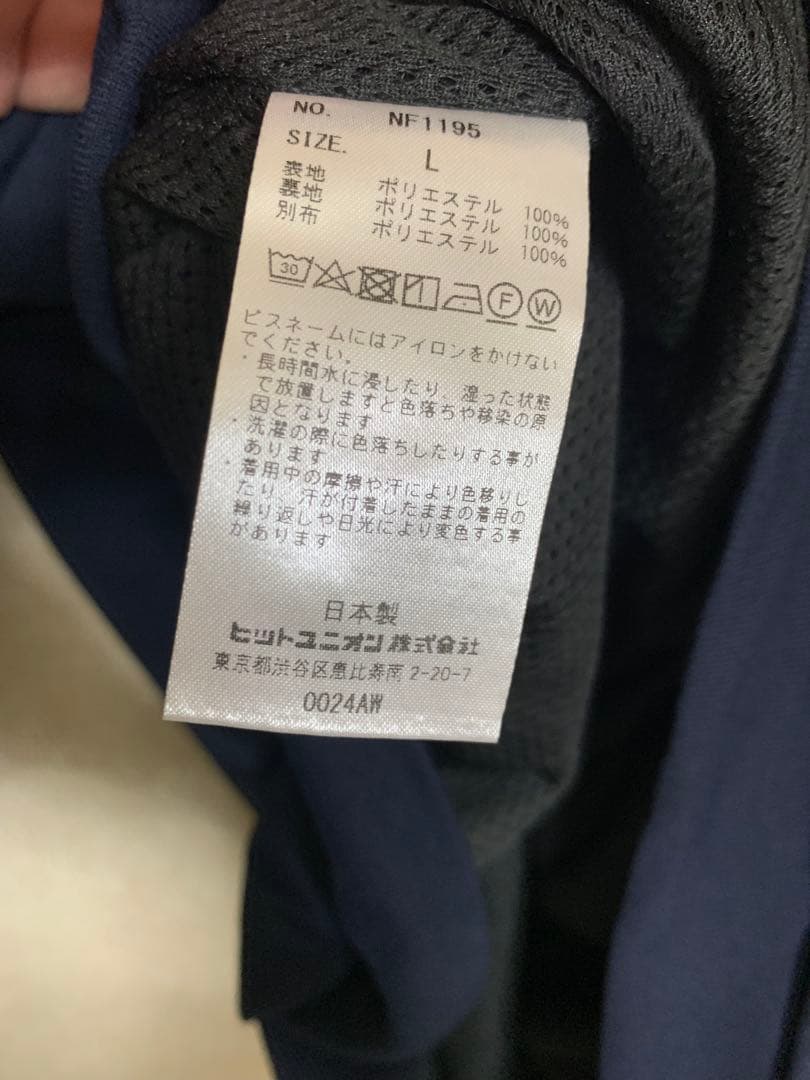 NO. NF1195
SIZE. L
表地 ポリエステル 100%
裏地 ポリエステル 100%
別布 ポリエステル 100%
30 F W
ピスネームにはアイロンをかけない
でください。
・長時間水に浸したり、湿った状態
で放置しますと色落ちや移染の原
因となります
・洗濯の際に色落ちしたりする事が
あります
・着用中の摩擦や汗により色移りし
たり、汗が付着したままの着用の
繰り返しや日光により変色する事
があります
日本製
ヒットユニオン株式会社
東京都渋谷区恵比寿南 2-20-7
0024AW